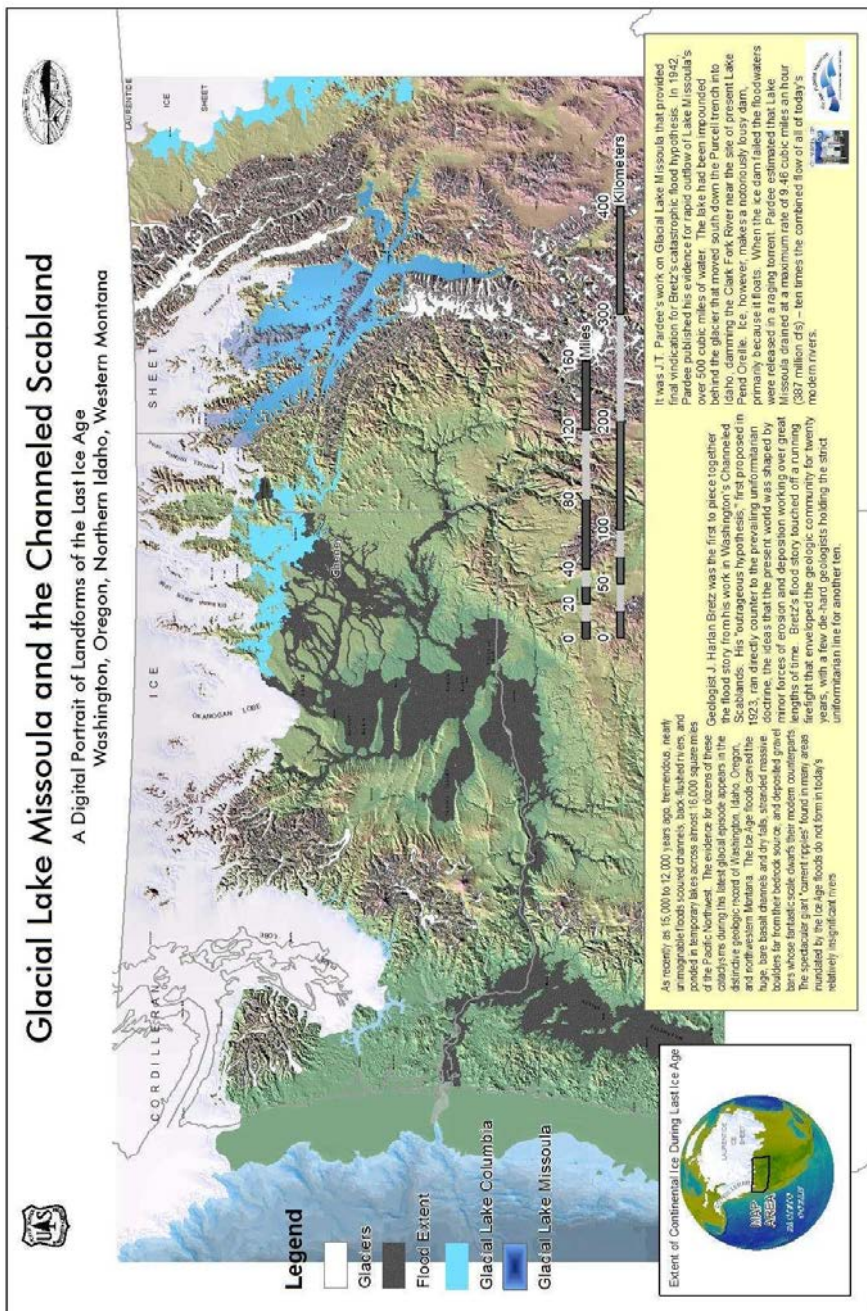 Glacial Lake Missoula and the Channeled Scabland
A Digital Portrait of Landforms of the Last Ice Age
Washington, Oregon, Northern Idaho, Western Montana
CORDILLERAN
ICE
SHEET
LAURENTIDE
ICE
SHEET
LOBE
OKANOGAN LOBE
Legend
Glaciers
Flood Extent
Glacial Lake Columbia
Glacial Lake Missoula
0 20 40 80 120 160
Miles
0 50 100 200 300 400
Kilometers
Extent of Continental Ice During Last Ice Age
LAURENTIDE
ICE
SHEET
MAP
AREA
PACIFIC
OCEAN
As recently as 15,000 to 12,000 years ago, tremendous, nearly
unimaginable floods scoured channels, back-flushed rivers, and
ponded in temporary lakes across almost 16,000 square miles
of the Pacific Northwest. The evidence for dozens of these
cataclysms during this latest glacial episode appears in the
distinctive geologic record of Washington, Idaho, Oregon,
and northwestern Montana. The Ice Age floods carved the
huge, bare basalt channels and dry falls, stranded massive
boulders far from their bedrock source, and deposited gravel
bars whose fantastic scale dwarfs their modern counterparts.
The spectacular giant "current ripples" found in many areas
inundated by the Ice Age floods do not form in today's
relatively insignificant rivers
Geologist J. Harlan Bretz was the first to piece together
the flood story from his work in Washington's Channeled
Scablands. His "outrageous hypothesis," first proposed in
1923, ran directly counter to the prevailing uniformitarian
doctrine, the ideas that the present world was shaped by
minor forces of erosion and deposition working over great
lengths of time. Bretz's flood story touched off a running
firefight that enveloped the geologic community for twenty
years, with a few die-hard geologists holding the strict
uniformitarian line for another ten.
It was J.T. Pardee's work on Glacial Lake Missoula that provided
final vindication for Bretz's catastrophic flood hypothesis. In 1942,
Pardee published his evidence for rapid outflow of Lake Missoula's
over 500 cubic miles of water. The lake had been impounded
behind the glacier that moved south down the Purcel trench into
Idaho, damming the Clark Fork River near the site of present Lake
Pend Oreille. Ice, however, makes a notoriously lousy dam,
primarily because it floats. When the ice dam failed the floodwaters
were released in a raging torrent. Pardee estimated that Lake
Missoula drained at a maximum rate of 9.46 cubic miles an hour
(387 million cfs) – ten times the combined flow of all of today's
modern rivers.